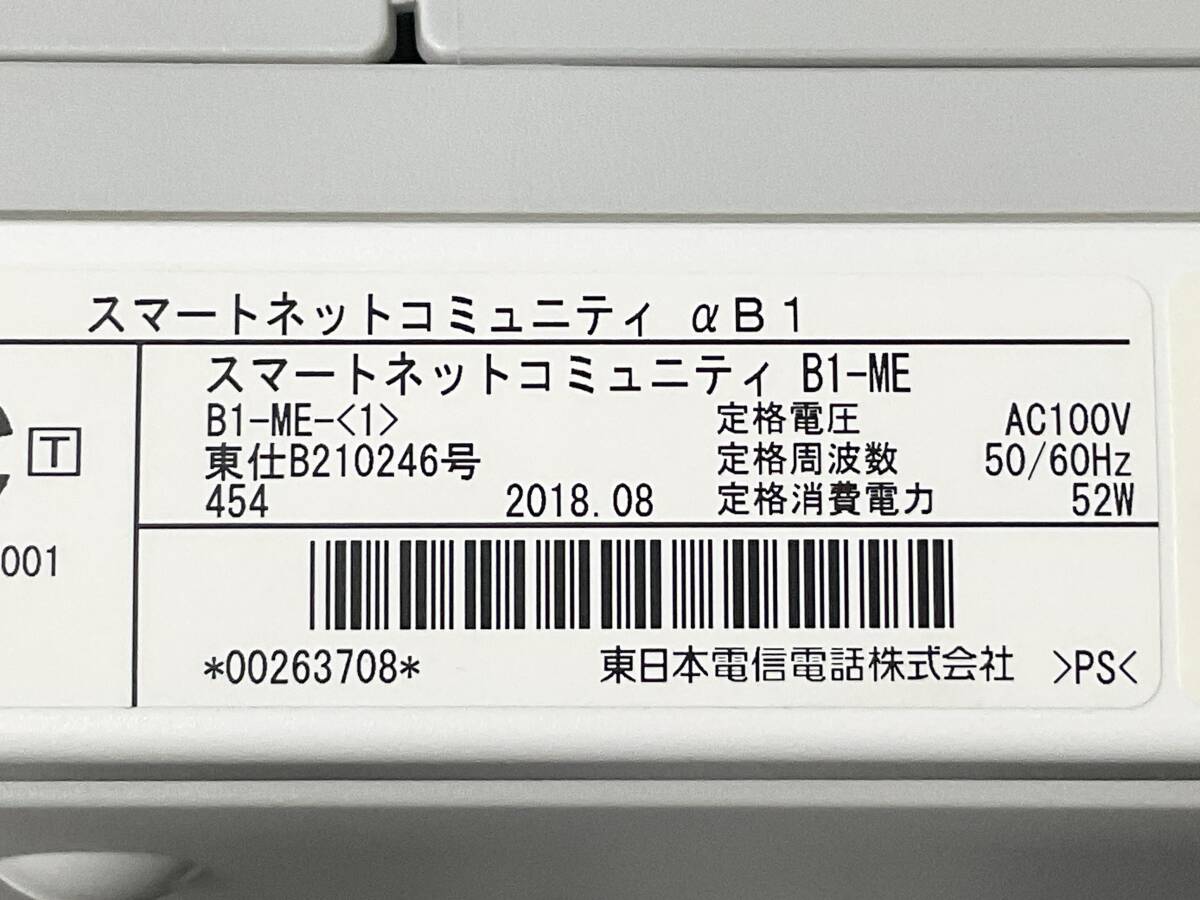 スマートネットコミュニティ αB1
スマートネットコミュニティ B1-ME
B1-ME-<1>
定格電圧 AC100V
東仕B210246号
定格周波数 50/60Hz
454 2018.08
定格消費電力 52W
T
001
*00263708*
東日本電信電話株式会社 >PS<